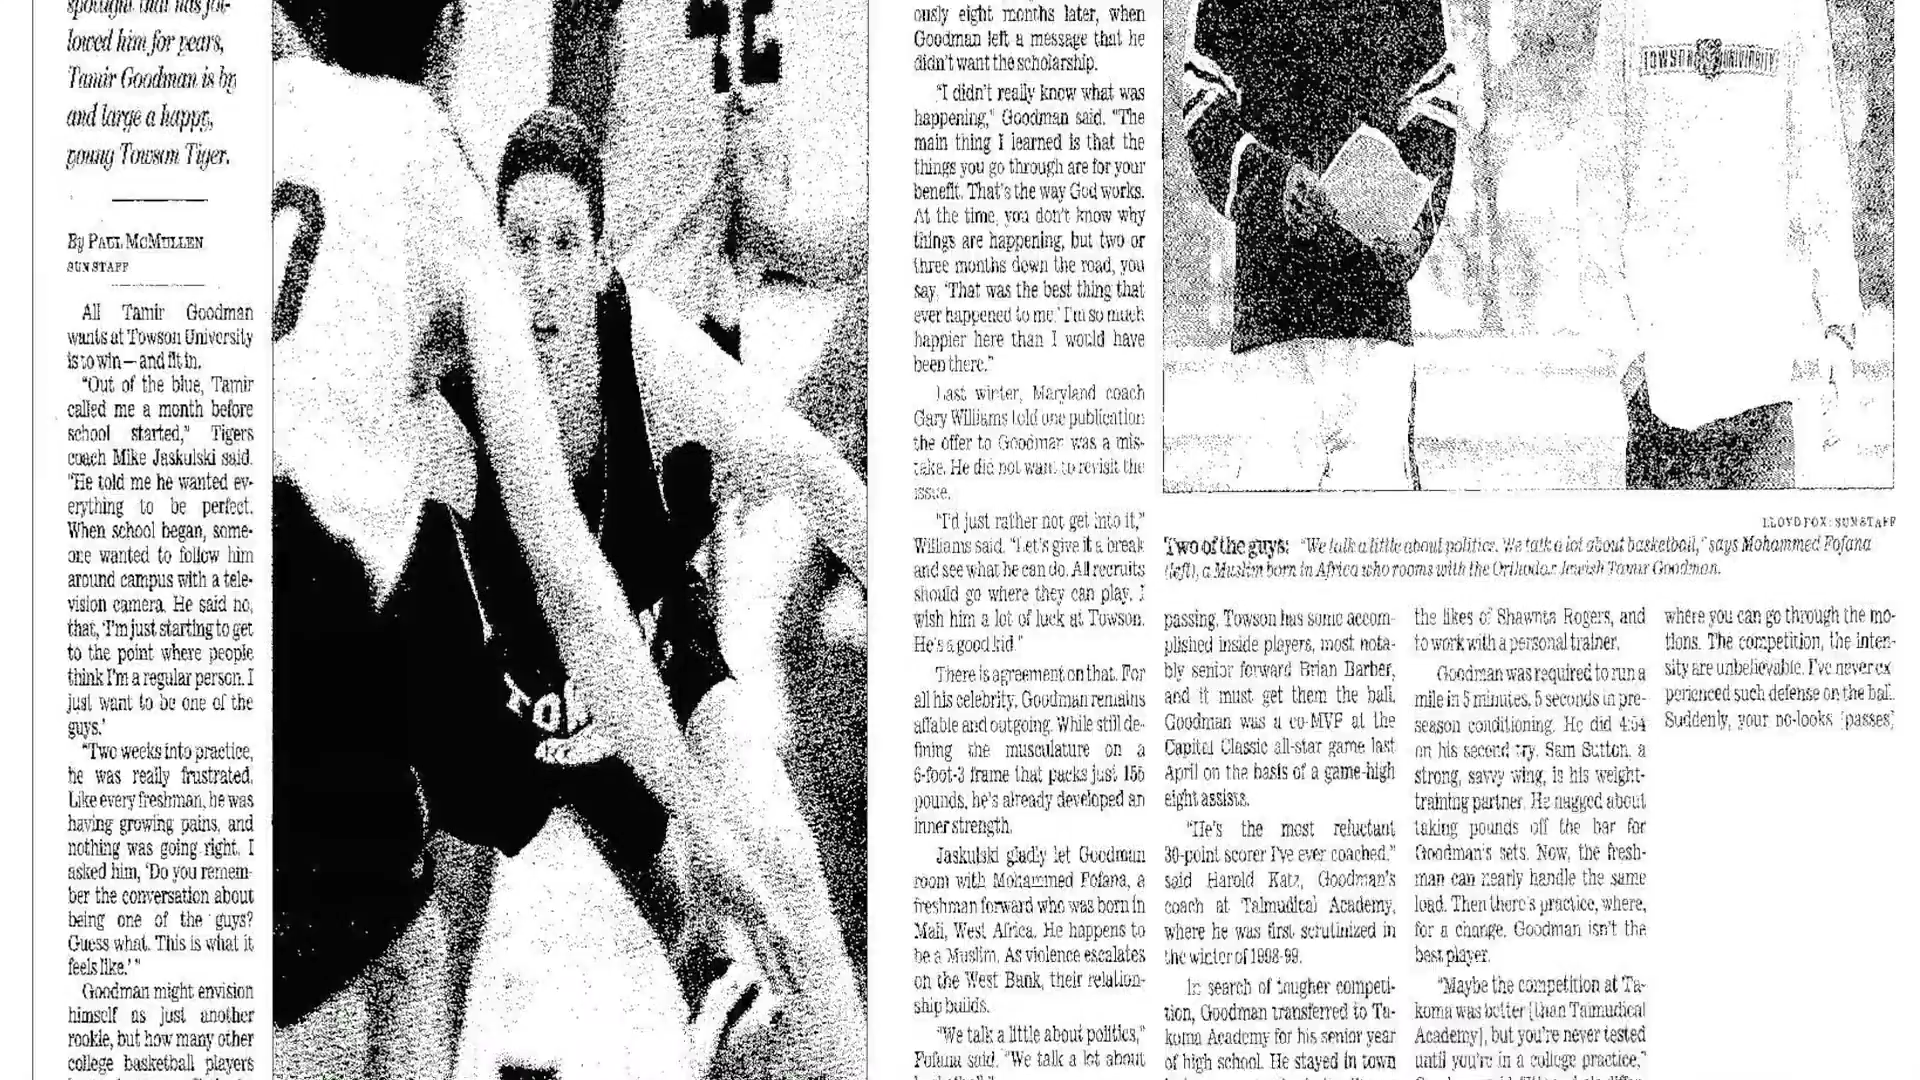 spotlight that has fol-
lowed him for years,
Tamir Goodman is by
and large a happy,
young Towson Tiger.
By PAUL MCMULLEN
SUN STAFF
All Tamir Goodman
wants at Towson University
is to win — and fit in.
"Out of the blue, Tamir
called me a month before
school started," Tigers
coach Mike Jaskulski said.
"He told me he wanted ev-
erything to be perfect.
When school began, some-
one wanted to follow him
around campus with a tele-
vision camera. He said no,
that, 'I'm just starting to get
to the point where people
think I'm a regular person. I
just want to be one of the
guys.'
"Two weeks into practice,
he was really frustrated.
Like every freshman, he was
having growing pains, and
nothing was going right. I
asked him, 'Do you remem-
ber the conversation about
being one of the guys?
Guess what. This is what it
feels like.' "
Goodman might envision
himself as just another
rookie, but how many other
college basketball players
TOW
ously eight months later, when
Goodman left a message that he
didn't want the scholarship.
"I didn't really know what was
happening," Goodman said. "The
main thing I learned is that the
things you go through are for your
benefit. That's the way God works.
At the time, you don't know why
things are happening, but two or
three months down the road, you
say, 'That was the best thing that
ever happened to me.' I'm so much
happier here than I would have
been there."
Last winter, Maryland coach
Gary Williams told one publication
the offer to Goodman was a mis-
take. He did not want to revisit the
issue.
"I'd just rather not get into it,"
Williams said. "Let's give it a break
and see what he can do. All recruits
should go where they can play. I
wish him a lot of luck at Towson.
He's a good kid."
There is agreement on that. For
all his celebrity, Goodman remains
affable and outgoing. While still de-
fining the musculature on a
6-foot-3 frame that packs just 155
pounds, he's already developed an
inner strength.
Jaskulski gladly let Goodman
room with Mohammed Fofana, a
freshman forward who was born in
Mali, West Africa. He happens to
be a Muslim. As violence escalates
on the West Bank, their relation-
ship builds.
"We talk a little about politics,"
Fofana said. "We talk a lot about
TOWSON UNIVERSITY
LLOYD FOX : SUN STAFF
Two of the guys: "We talk a little about politics. We talk a lot about basketball," says Mohammed Fofana
(left), a Muslim born in Africa who rooms with the Orthodox Jewish Tamir Goodman.
passing. Towson has some accom-
plished inside players, most nota-
bly senior forward Brian Barber,
and it must get them the ball.
Goodman was a co-MVP at the
Capital Classic all-star game last
April on the basis of a game-high
eight assists.
"He's the most reluctant
30-point scorer I've ever coached,"
said Harold Katz, Goodman's
coach at Talmudical Academy,
where he was first scrutinized in
the winter of 1998-99.
In search of tougher competi-
tion, Goodman transferred to Ta-
koma Academy for his senior year
of high school. He stayed in town
the likes of Shawnta Rogers, and
to work with a personal trainer.
Goodman was required to run a
mile in 5 minutes, 5 seconds in pre-
season conditioning. He did 4:54
on his second try. Sam Sutton, a
strong, savvy wing, is his weight-
training partner. He nagged about
taking pounds off the bar for
Goodman's sets. Now, the fresh-
man can nearly handle the same
load. Then there's practice, where,
for a change, Goodman isn't the
best player.
"Maybe the competition at Ta-
koma was better [than Talmudical
Academy], but you're never tested
until you're in a college practice,"
where you can go through the mo-
tions. The competition, the inten-
sity are unbelievable. I've never ex
perienced such defense on the ball.
Suddenly, your no-looks [passes]